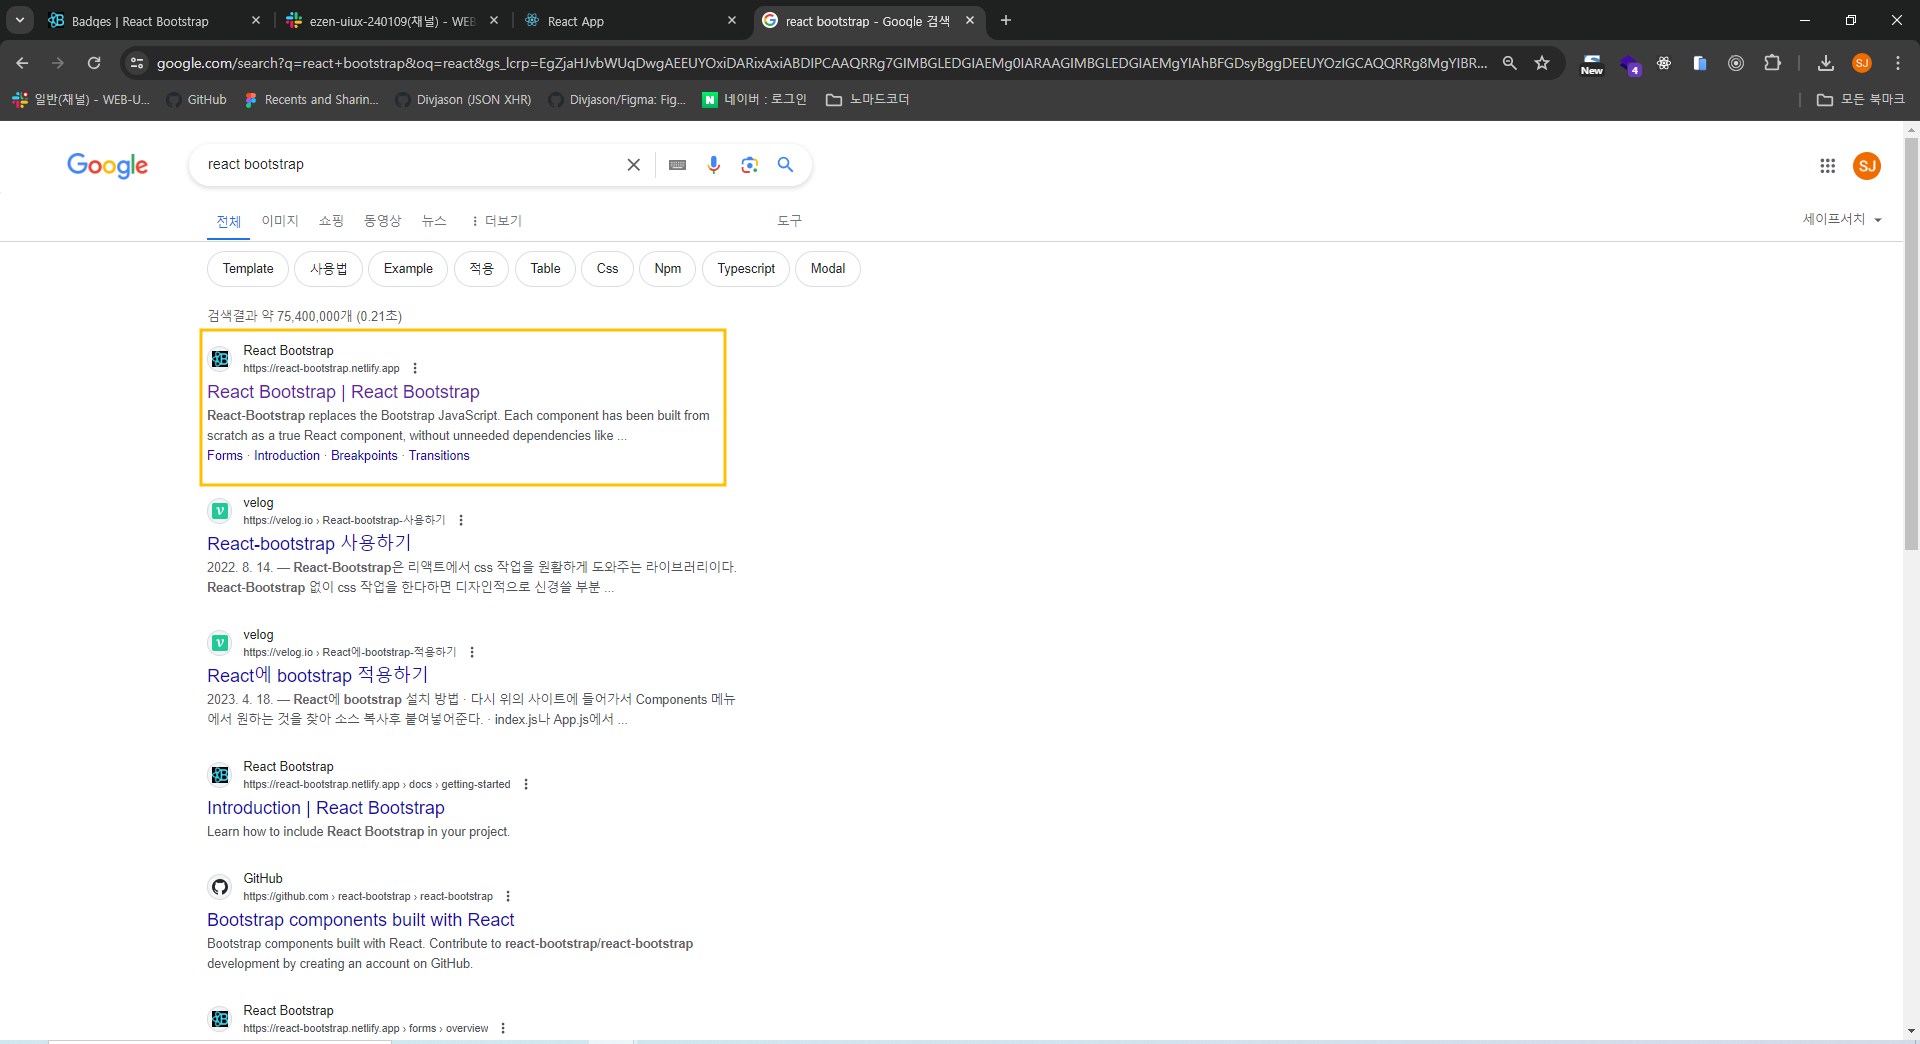 Badges | React Bootstrap
ezen-uiux-240109(채널) - WEB
React App
react bootstrap - Google 검색
google.com/search?q=react+bootstrap&oq=react&gs_lcrp=EgZjaHJvbWUqDwgAEEUYOxiDARixAxiABDIPCAAQRRg7GIMBGLEDGIAEMg0IARAAGIMBGLEDGIAEMgYIAhBFGDsyBggDEEUYOzIGCAQQRRg8MgYIBR...
New
4
SJ
일반(채널) - WEB-U...
GitHub
Recents and Sharin...
Divjason (JSON XHR)
Divjason/Figma: Fig...
N 네이버 : 로그인
노마드코더
모든 북마크
Google
react bootstrap
SJ
전체
이미지
쇼핑
동영상
뉴스
더보기
도구
세이프서치
Template
사용법
Example
적용
Table
Css
Npm
Typescript
Modal
검색결과 약 75,400,000개 (0.21초)
React Bootstrap
https://react-bootstrap.netlify.app
React Bootstrap | React Bootstrap
React-Bootstrap replaces the Bootstrap JavaScript. Each component has been built from
scratch as a true React component, without unneeded dependencies like ...
Forms · Introduction · Breakpoints · Transitions
velog
https://velog.io › React-bootstrap-사용하기
React-bootstrap 사용하기
2022. 8. 14. — React-Bootstrap은 리액트에서 css 작업을 원활하게 도와주는 라이브러리이다.
React-Bootstrap 없이 css 작업을 한다하면 디자인적으로 신경쓸 부분 ...
velog
https://velog.io › React에-bootstrap-적용하기
React에 bootstrap 적용하기
2023. 4. 18. — React에 bootstrap 설치 방법 · 다시 위의 사이트에 들어가서 Components 메뉴
에서 원하는 것을 찾아 소스 복사후 붙여넣어준다. · index.js나 App.js에서 ...
React Bootstrap
https://react-bootstrap.netlify.app › docs › getting-started
Introduction | React Bootstrap
Learn how to include React Bootstrap in your project.
GitHub
https://github.com › react-bootstrap › react-bootstrap
Bootstrap components built with React
Bootstrap components built with React. Contribute to react-bootstrap/react-bootstrap
development by creating an account on GitHub.
React Bootstrap
https://react-bootstrap.netlify.app › forms › overview